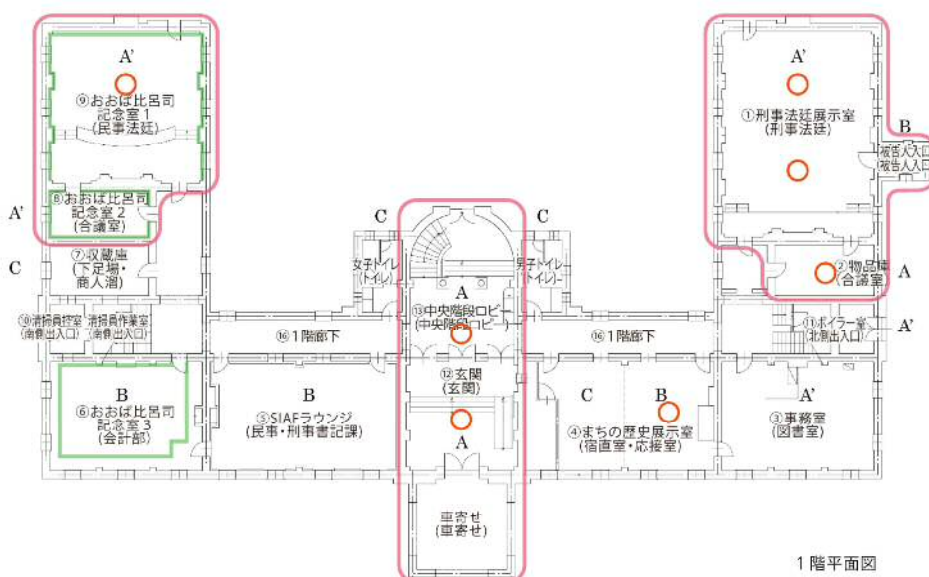 A'
⑨おおば比呂司
記念室1
(民事法廷)
A'
①刑事法廷展示室
(刑事法廷)
B
被告人入口
(被告人入口)
A'
⑧おおば比呂司
記念室2
(合議室)
C
⑦収蔵庫
(下足場・
商人溜)
C
C
女子トイレ
(トイレ)
男子トイレ
(トイレ)
A
⑬中央階段ロビー
(中央階段ロビー)
②物品庫
(合議室)
A
⑩清掃員控室
(南側出入口)
清掃員作業室
(南側出入口)
⑯1階廊下
⑯1階廊下
⑪ボイラー室
(北側出入口)
A'
⑫玄関
(玄関)
B
⑥おおば比呂司
記念室3
(会計部)
B
⑤SIAFラウンジ
(民事・刑事書記課)
A
C
B
④まちの歴史展示室
(宿直室・応接室)
A'
③事務室
(図書室)
車寄せ
(車寄せ)
1階平面図